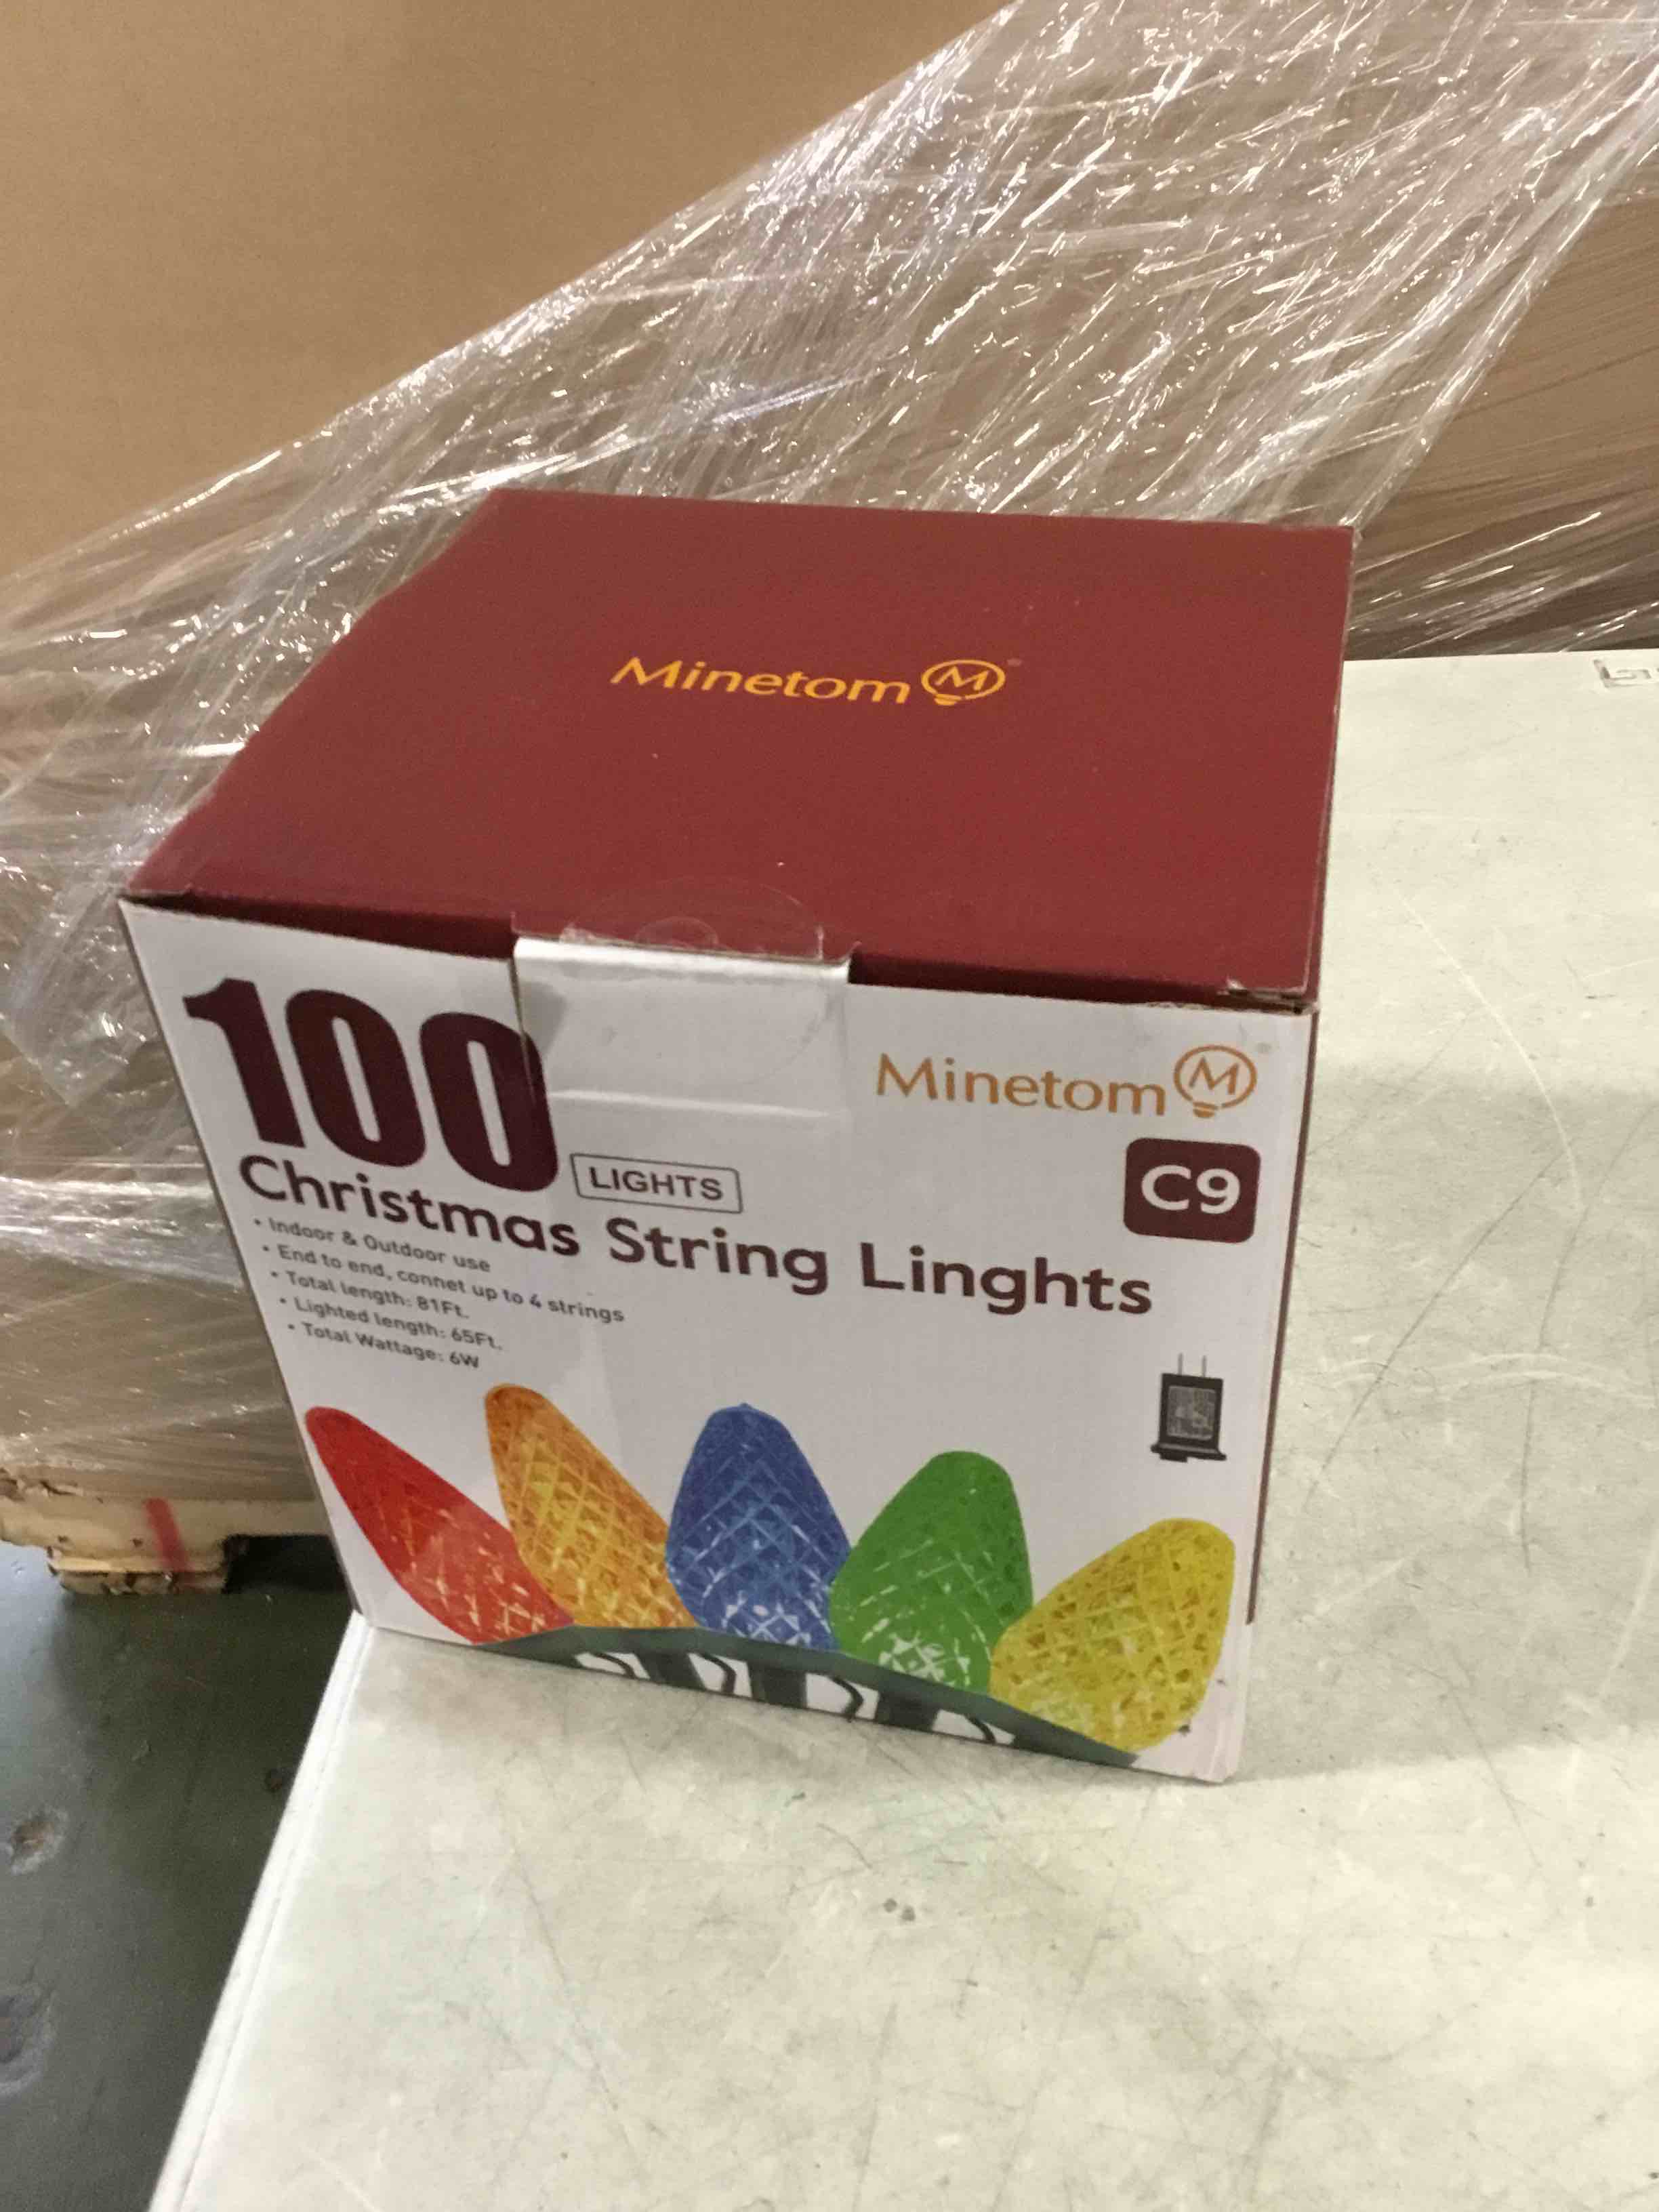 Minetom M
100
LIGHTS
Minetom M
C9
Christmas String Linghts
• Indoor & Outdoor use
• End to end, connet up to 4 strings
• Total length: 81Ft.
• Lighted length: 65Ft.
• Total Wattage: 6W